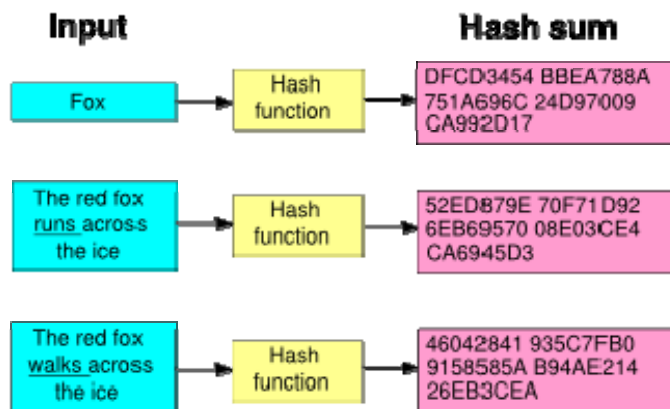 Input
Hash sum
Fox
Hash
function
DFCD3454 BBEA788A
751A696C 24D97009
CA992D17
The red fox
runs across
the ice
Hash
function
52ED879E 70F71D92
6EB69570 08E03CE4
CA6945D3
The red fox
walks across
the ice
Hash
function
46042841 935C7FB0
9158585A B94AE214
26EB3CEA